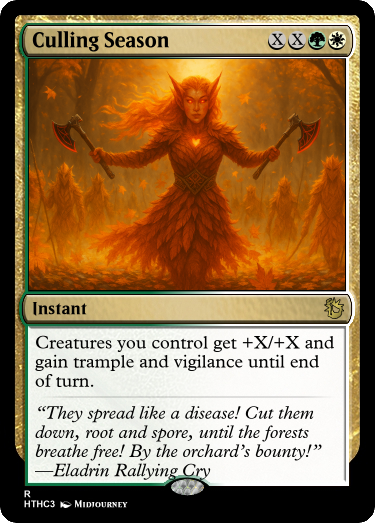 Culling Season X X
Instant
Creatures you control get +X/+X and
gain trample and vigilance until end
of turn.
“They spread like a disease! Cut them
down, root and spore, until the forests
breathe free! By the orchard’s bounty!”
—Eladrin Rallying Cry
R
HTHC3 Midjourney